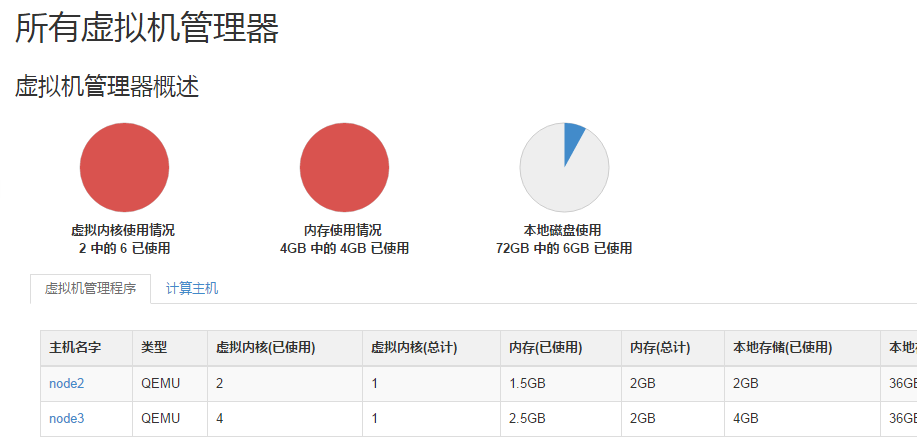 所有虚拟机管理器
虚拟机管理器概述
虚拟内核使用情况 内存使用情况 本地磁盘使用
2 中的 6 已使用 4GB 中的 4GB 已使用 72GB 中的 6GB 已使用
虚拟机管理程序 计算主机
主机名字 类型 虚拟内核(已使用) 虚拟内核(总计) 内存(已使用) 内存(总计) 本地存储(已使用) 本地
node2 QEMU 2 1 1.5GB 2GB 2GB 36GB
node3 QEMU 4 1 2.5GB 2GB 4GB 36GB